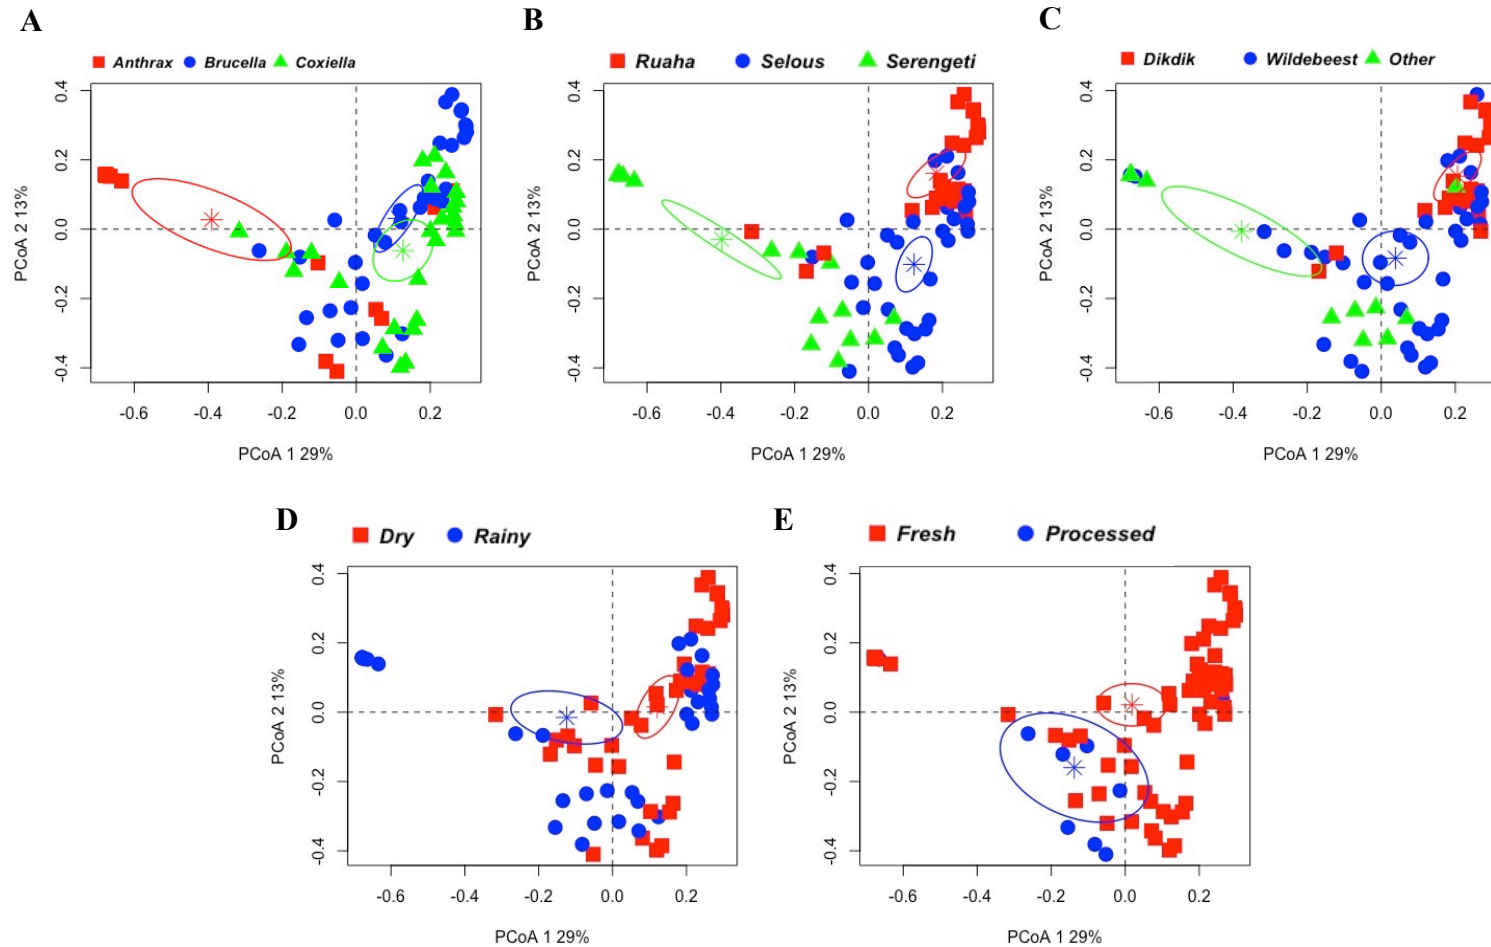 A
Anthrax Brucella Coxiella
0.4
0.2
0.0
-0.2
-0.4
PCoA 2 13%
-0.6 -0.4 -0.2 0.0 0.2
PCoA 1 29%
B
Ruaha Selous Serengeti
0.4
0.2
0.0
-0.2
-0.4
PCoA 2 13%
-0.6 -0.4 -0.2 0.0 0.2
PCoA 1 29%
C
Dikdik Wildebeest Other
0.4
0.2
0.0
-0.2
-0.4
PCoA 2 13%
-0.6 -0.4 -0.2 0.0 0.2
PCoA 1 29%
D
Dry Rainy
0.4
0.2
0.0
-0.2
-0.4
PCoA 2 13%
-0.6 -0.4 -0.2 0.0 0.2
PCoA 1 29%
E
Fresh Processed
0.4
0.2
0.0
-0.2
-0.4
PCoA 2 13%
-0.6 -0.4 -0.2 0.0 0.2
PCoA 1 29%